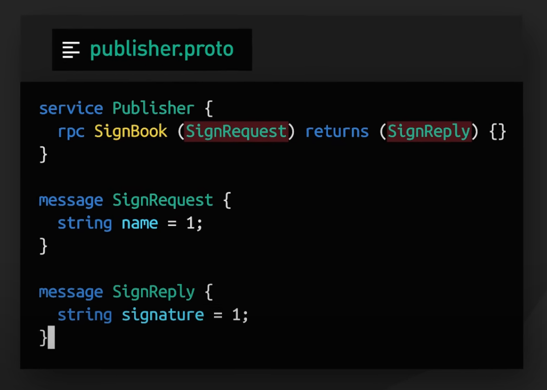 publisher.proto
service Publisher {
  rpc SignBook (SignRequest) returns (SignReply) {}
}
message SignRequest {
  string name = 1;
}
message SignReply {
  string signature = 1;
}